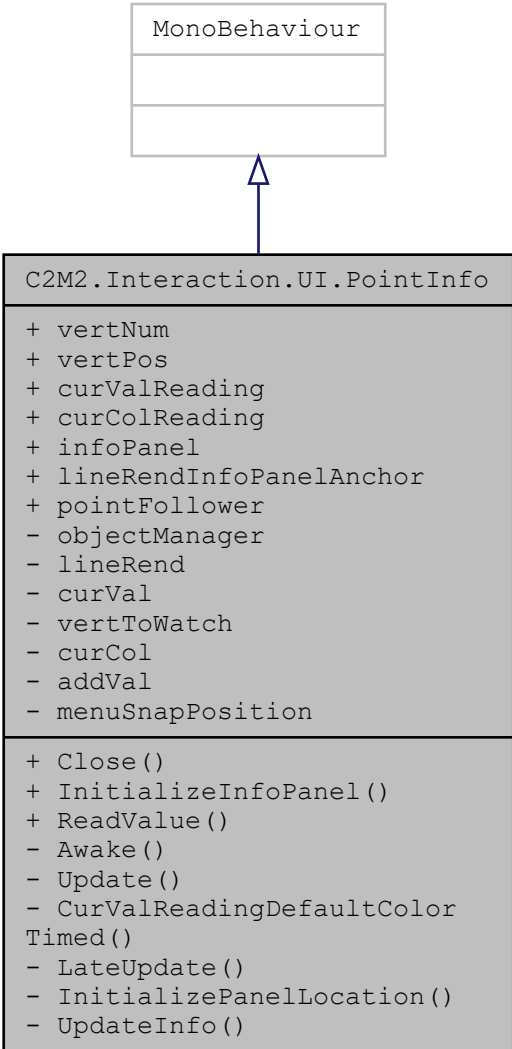 MonoBehaviour
C2M2.Interaction.UI.PointInfo
+ vertNum
+ vertPos
+ curValReading
+ curColReading
+ infoPanel
+ lineRendInfoPanelAnchor
+ pointFollower
- objectManager
- lineRend
- curVal
- vertToWatch
- curCol
- addVal
- menuSnapPosition
+ Close()
+ InitializeInfoPanel()
+ ReadValue()
- Awake()
- Update()
- CurValReadingDefaultColor
Timed()
- LateUpdate()
- InitializePanelLocation()
- UpdateInfo()